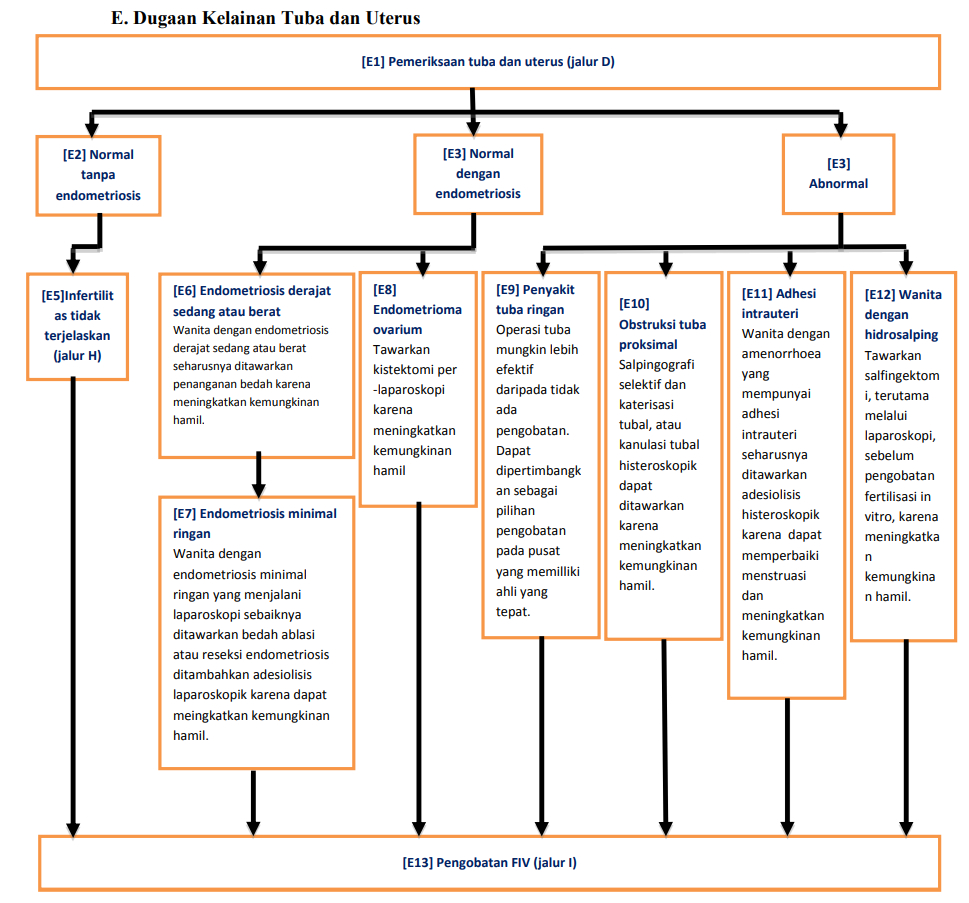 E. Dugaan Kelainan Tuba dan Uterus
[E1] Pemeriksaan tuba dan uterus (jalur D)
[E2] Normal
tanpa
endometriosis
[E3] Normal
dengan
endometriosis
[E3]
Abnormal
[E5]Infertilit
as tidak
terjelaskan
(jalur H)
[E6] Endometriosis derajat
sedang atau berat
Wanita dengan endometriosis
derajat sedang atau berat
seharusnya ditawarkan
penanganan bedah karena
meningkatkan kemungkinan
hamil.
[E7] Endometriosis minimal
ringan
Wanita dengan
endometriosis minimal
ringan yang menjalani
laparoskopi sebaiknya
ditawarkan bedah ablasi
atau reseksi endometriosis
ditambahkan adesiolisis
laparoskopik karena dapat
meingkatkan kemungkinan
hamil.
[E8]
Endometrioma
ovarium
Tawarkan
kistektomi per
-laparoskopi
karena
meningkatkan
kemungkinan
hamil
[E9] Penyakit
tuba ringan
Operasi tuba
mungkin lebih
efektif
daripada tidak
ada
pengobatan.
Dapat
dipertimbangk
an sebagai
pilihan
pengobatan
pada pusat
yang memilliki
ahli yang
tepat.
[E10]
Obstruksi tuba
proksimal
Salpingografi
selektif dan
katerisasi
tubal, atau
kanulasi tubal
histeroskopik
dapat
ditawarkan
karena
meningkatkan
kemungkinan
hamil.
[E11] Adhesi
intrauteri
Wanita dengan
amenorrhoea
yang
mempunyai
adhesi
intrauteri
seharusnya
ditawarkan
adesiolisis
histeroskopik
karena dapat
memperbaiki
menstruasi
dan
meningkatkan
kemungkinan
hamil.
[E12] Wanita
dengan
hidrosalping
Tawarkan
salfingektom
i, terutama
melalui
laparoskopi,
sebelum
pengobatan
fertilisasi in
vitro, karena
meningkatka
n
kemungkina
n hamil.
[E13] Pengobatan FIV (jalur I)